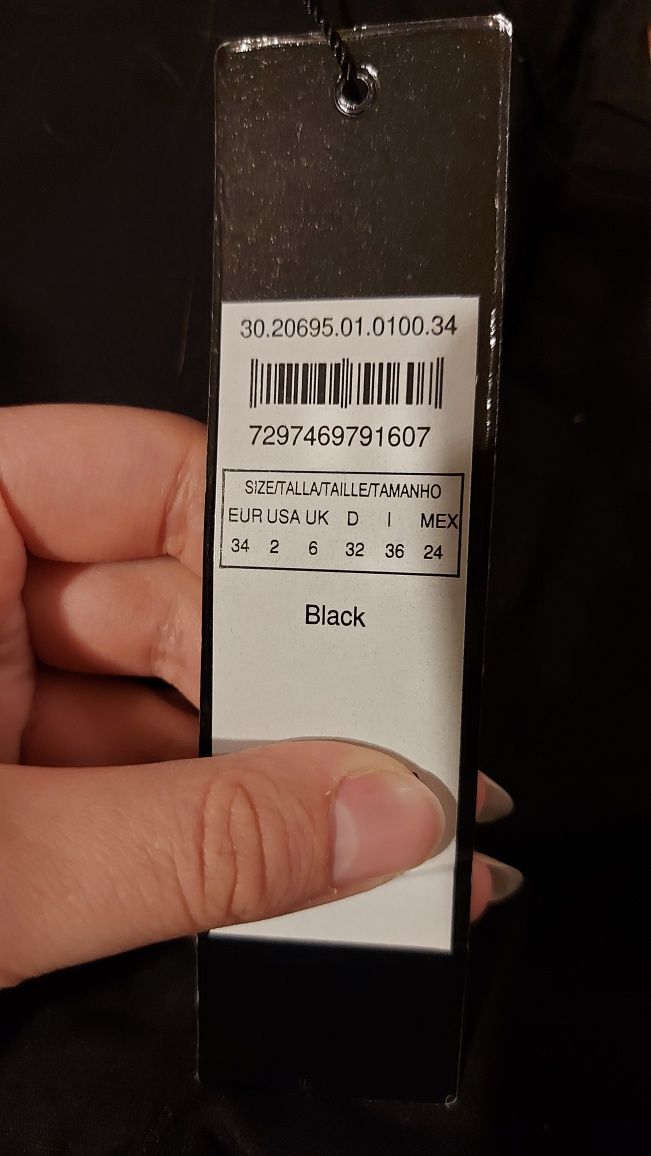 30.20695.01.0100.34
7297469791607
SIZE/TALLA/TAILLE/TAMANHO
EUR USA UK D I MEX
34 2 6 32 36 24
Black